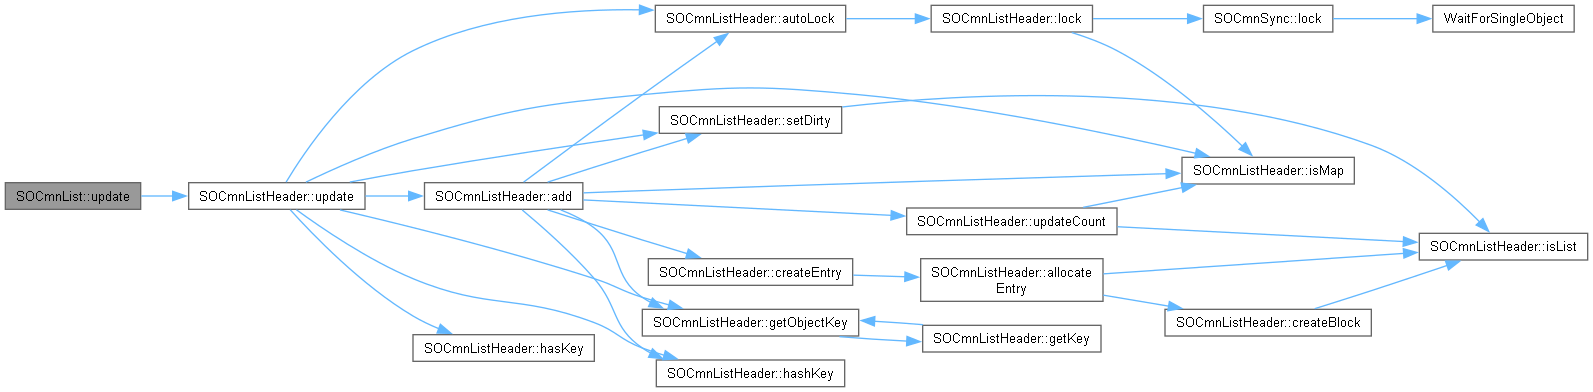 SOCmnListHeader::autoLock
SOCmnListHeader::lock
SOCmnSync::lock
WaitForSingleObject
SOCmnListHeader::setDirty
SOCmnListHeader::isMap
SOCmnList::update
SOCmnListHeader::update
SOCmnListHeader::add
SOCmnListHeader::updateCount
SOCmnListHeader::isList
SOCmnListHeader::createEntry
SOCmnListHeader::allocate
Entry
SOCmnListHeader::getObjectKey
SOCmnListHeader::createBlock
SOCmnListHeader::getKey
SOCmnListHeader::hasKey
SOCmnListHeader::hashKey